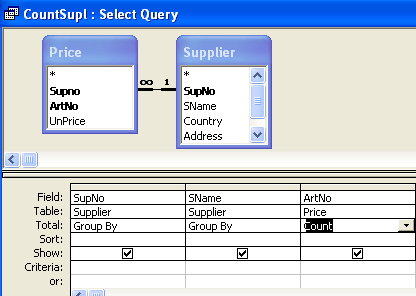 CountSupl : Select Query
Price
*
Supno
ArtNo
UnPrice
∞ 1
Supplier
*
SupNo
SName
Country
Address
Field: SupNo SName ArtNo
Table: Supplier Supplier Price
Total: Group By Group By Count
Sort:
Show:
Criteria:
or: